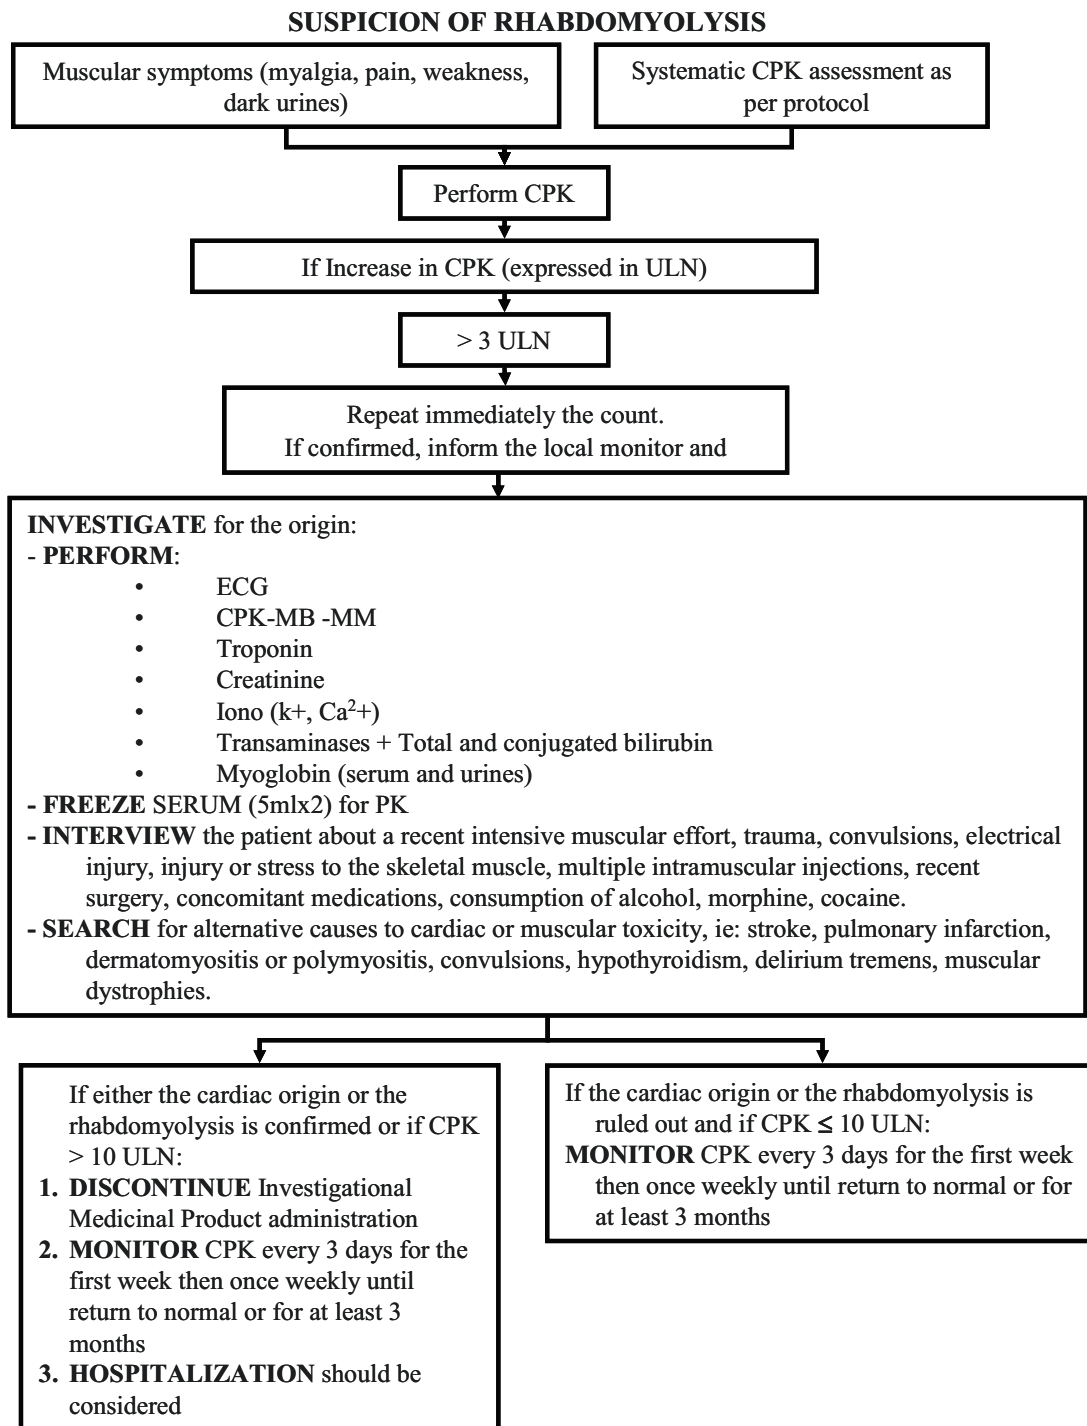 SUSPICION OF RHABDOMYOLYSIS
Muscular symptoms (myalgia, pain, weakness,
dark urines)
Systematic CPK assessment as
per protocol
Perform CPK
If Increase in CPK (expressed in ULN)
> 3 ULN
Repeat immediately the count.
If confirmed, inform the local monitor and
INVESTIGATE for the origin:
- PERFORM:
• ECG
• CPK-MB -MM
• Troponin
• Creatinine
• Iono (k+, Ca²+)
• Transaminases + Total and conjugated bilirubin
• Myoglobin (serum and urines)
- FREEZE SERUM (5mlx2) for PK
- INTERVIEW the patient about a recent intensive muscular effort, trauma, convulsions, electrical
injury, injury or stress to the skeletal muscle, multiple intramuscular injections, recent
surgery, concomitant medications, consumption of alcohol, morphine, cocaine.
- SEARCH for alternative causes to cardiac or muscular toxicity, ie: stroke, pulmonary infarction,
dermatomyositis or polymyositis, convulsions, hypothyroidism, delirium tremens, muscular
dystrophies.
If either the cardiac origin or the
rhabdomyolysis is confirmed or if CPK
> 10 ULN:
1. DISCONTINUE Investigational
Medicinal Product administration
2. MONITOR CPK every 3 days for the
first week then once weekly until
return to normal or for at least 3
months
3. HOSPITALIZATION should be
considered
If the cardiac origin or the rhabdomyolysis is
ruled out and if CPK ≤ 10 ULN:
MONITOR CPK every 3 days for the first week
then once weekly until return to normal or for
at least 3 months